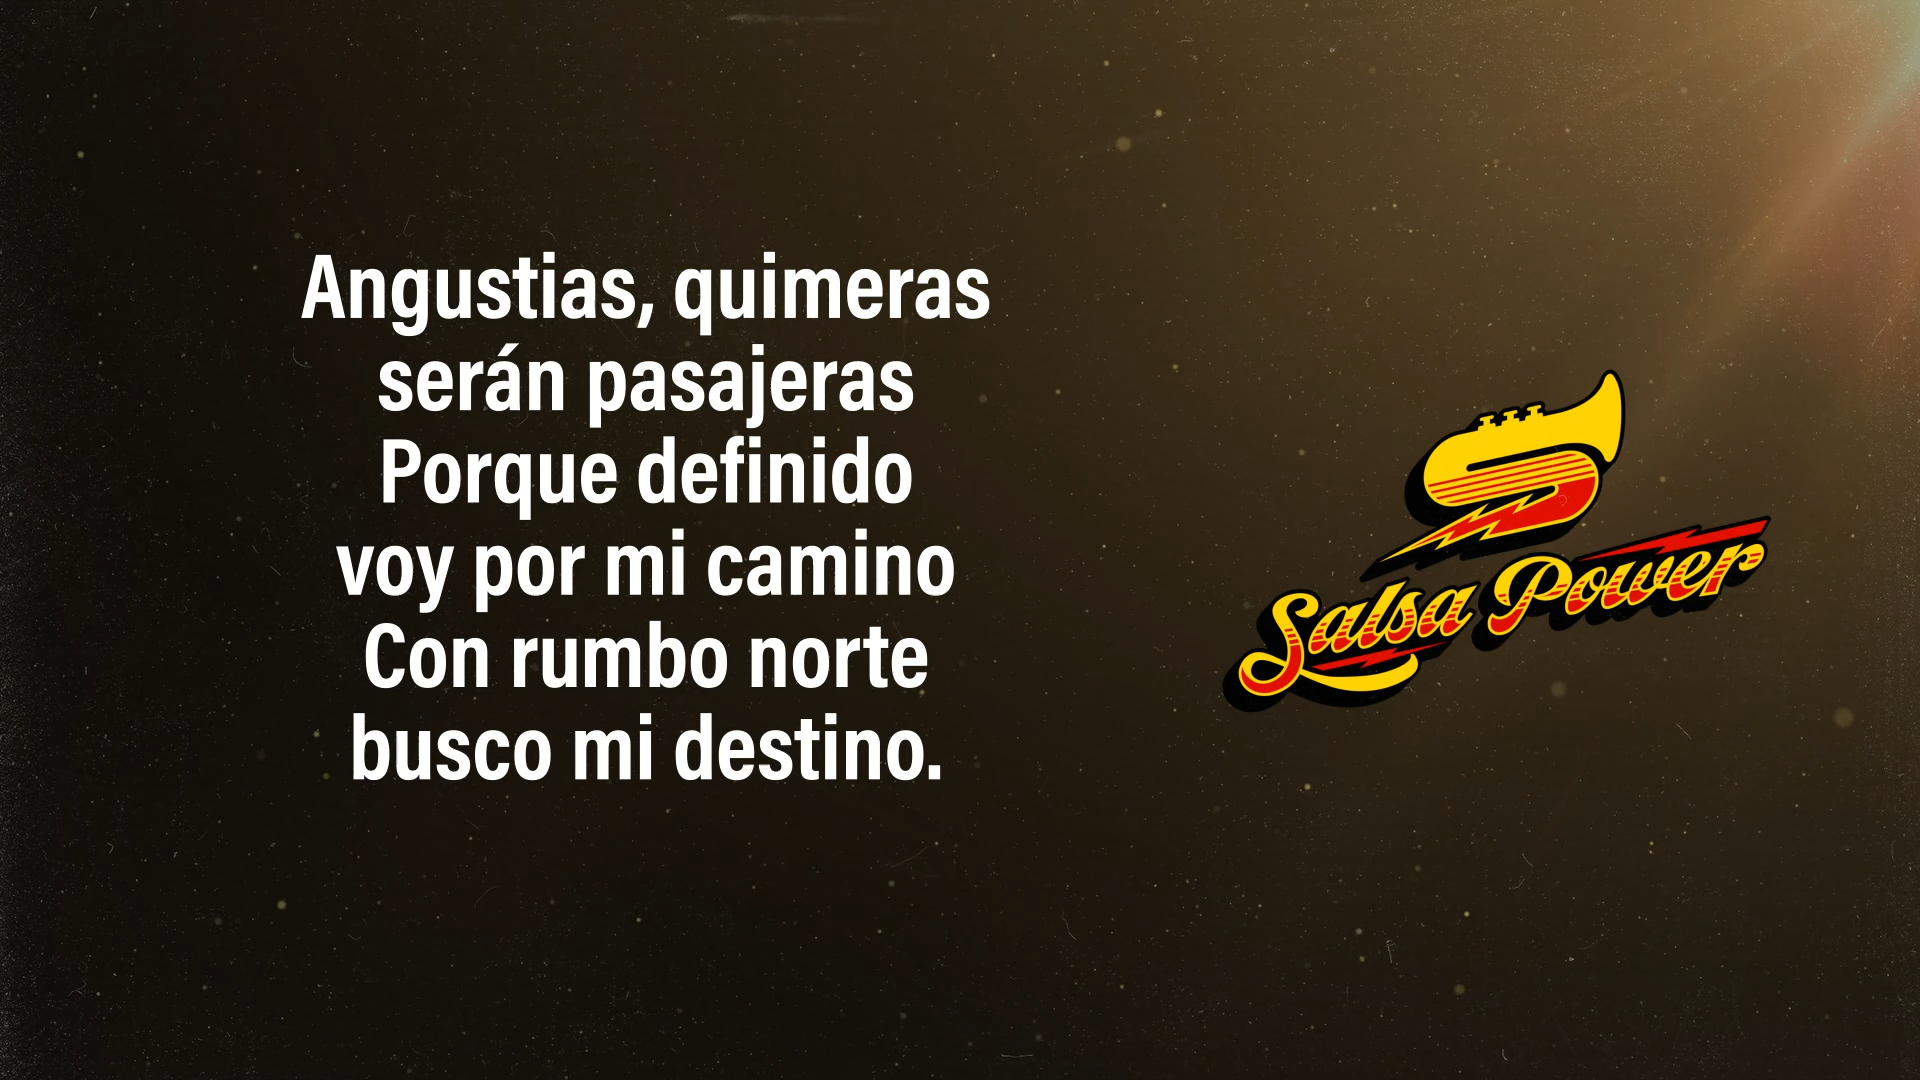 Angustias, quimeras
serán pasajeras
Porque definido
voy por mi camino
Con rumbo norte
busco mi destino.
Salsa Power